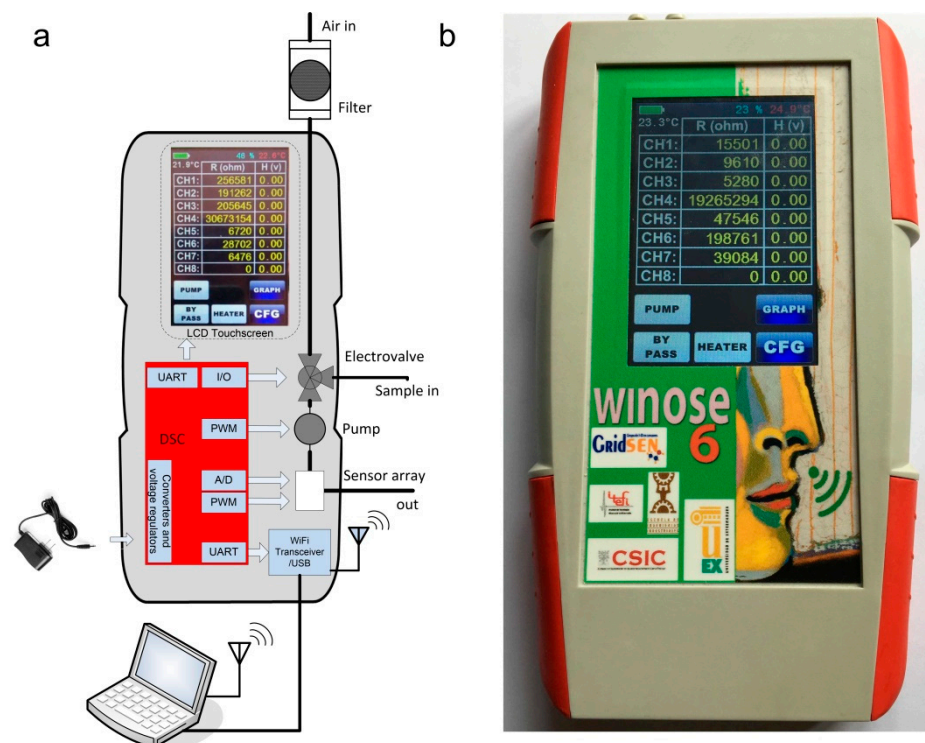 a
Air in
Filter
48 % 22.6°C
21.9°C R (ohm) H (v)
CH1: 256581 0.00
CH2: 191262 0.00
CH3: 205645 0.00
CH4: 30673154 0.00
CH5: 6720 0.00
CH6: 28702 0.00
CH7: 6476 0.00
CH8: 0 0.00
PUMP GRAPH
BY PASS HEATER CFG
LCD Touchscreen
UART I/O
Electrovalve
Sample in
PWM
Pump
DSC
Converters and
voltage regulators
A/D
PWM
Sensor array
out
UART
WiFi
Transceiver
/USB
b
23 % 24.9°C
23.3°C R (ohm) H (v)
CH1: 15501 0.00
CH2: 9610 0.00
CH3: 5280 0.00
CH4: 19265294 0.00
CH5: 47546 0.00
CH6: 198761 0.00
CH7: 39084 0.00
CH8: 0 0.00
PUMP GRAPH
BY PASS HEATER CFG
WINOSE
6
GridSEN
CSIC
UEX